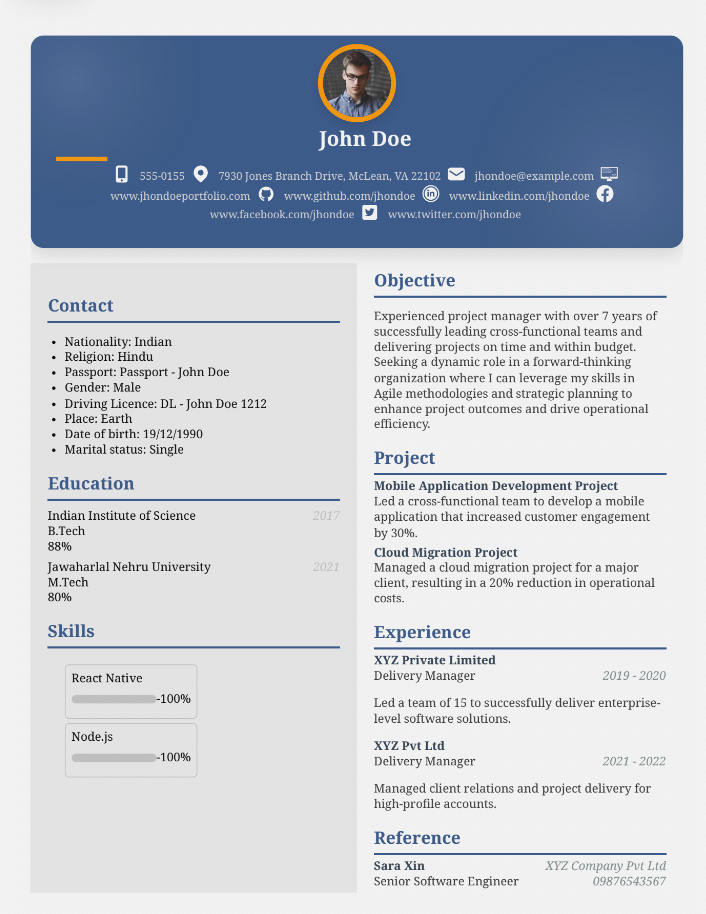 John Doe
555-0155 7930 Jones Branch Drive, McLean, VA 22102 jhondoe@example.com
www.jhondoeportfolio.com www.github.com/jhondoe www.linkedin.com/jhondoe
www.facebook.com/jhondoe www.twitter.com/jhondoe
Contact
• Nationality: Indian
• Religion: Hindu
• Passport: Passport - John Doe
• Gender: Male
• Driving Licence: DL - John Doe 1212
• Place: Earth
• Date of birth: 19/12/1990
• Marital status: Single
Education
Indian Institute of Science 2017
B.Tech
88%
Jawaharlal Nehru University 2021
M.Tech
80%
Skills
React Native
-100%
Node.js
-100%
Objective
Experienced project manager with over 7 years of
successfully leading cross-functional teams and
delivering projects on time and within budget.
Seeking a dynamic role in a forward-thinking
organization where I can leverage my skills in
Agile methodologies and strategic planning to
enhance project outcomes and drive operational
efficiency.
Project
Mobile Application Development Project
Led a cross-functional team to develop a mobile
application that increased customer engagement
by 30%.
Cloud Migration Project
Managed a cloud migration project for a major
client, resulting in a 20% reduction in operational
costs.
Experience
XYZ Private Limited
Delivery Manager 2019 - 2020
Led a team of 15 to successfully deliver enterprise-
level software solutions.
XYZ Pvt Ltd
Delivery Manager 2021 - 2022
Managed client relations and project delivery for
high-profile accounts.
Reference
Sara Xin XYZ Company Pvt Ltd
Senior Software Engineer 09876543567